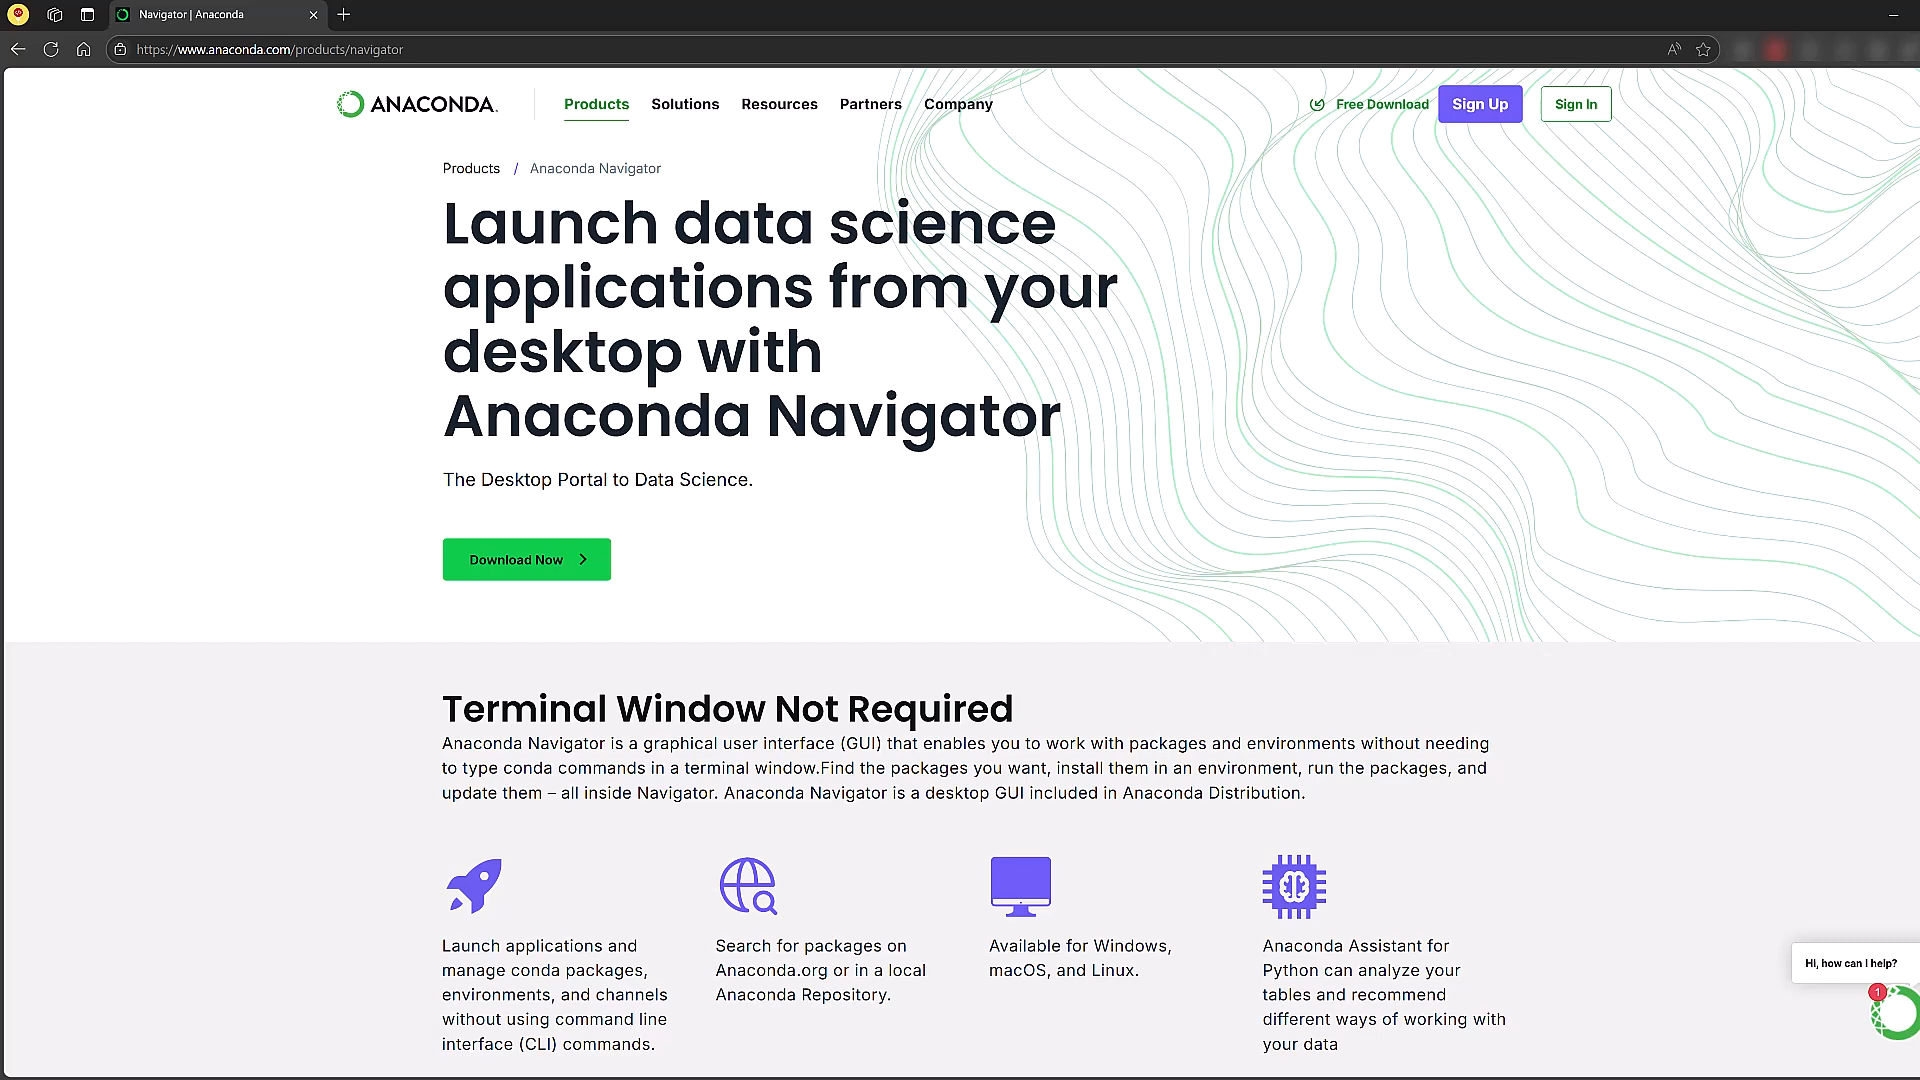 Navigator | Anaconda
https://www.anaconda.com/products/navigator
ANACONDA.
Products
Solutions
Resources
Partners
Company
Free Download
Sign Up
Sign In
Products / Anaconda Navigator
Launch data science
applications from your
desktop with
Anaconda Navigator
The Desktop Portal to Data Science.
Download Now
Terminal Window Not Required
Anaconda Navigator is a graphical user interface (GUI) that enables you to work with packages and environments without needing
to type conda commands in a terminal window.Find the packages you want, install them in an environment, run the packages, and
update them – all inside Navigator. Anaconda Navigator is a desktop GUI included in Anaconda Distribution.
Launch applications and
manage conda packages,
environments, and channels
without using command line
interface (CLI) commands.
Search for packages on
Anaconda.org or in a local
Anaconda Repository.
Available for Windows,
macOS, and Linux.
Anaconda Assistant for
Python can analyze your
tables and recommend
different ways of working with
your data
Hi, how can I help?
1